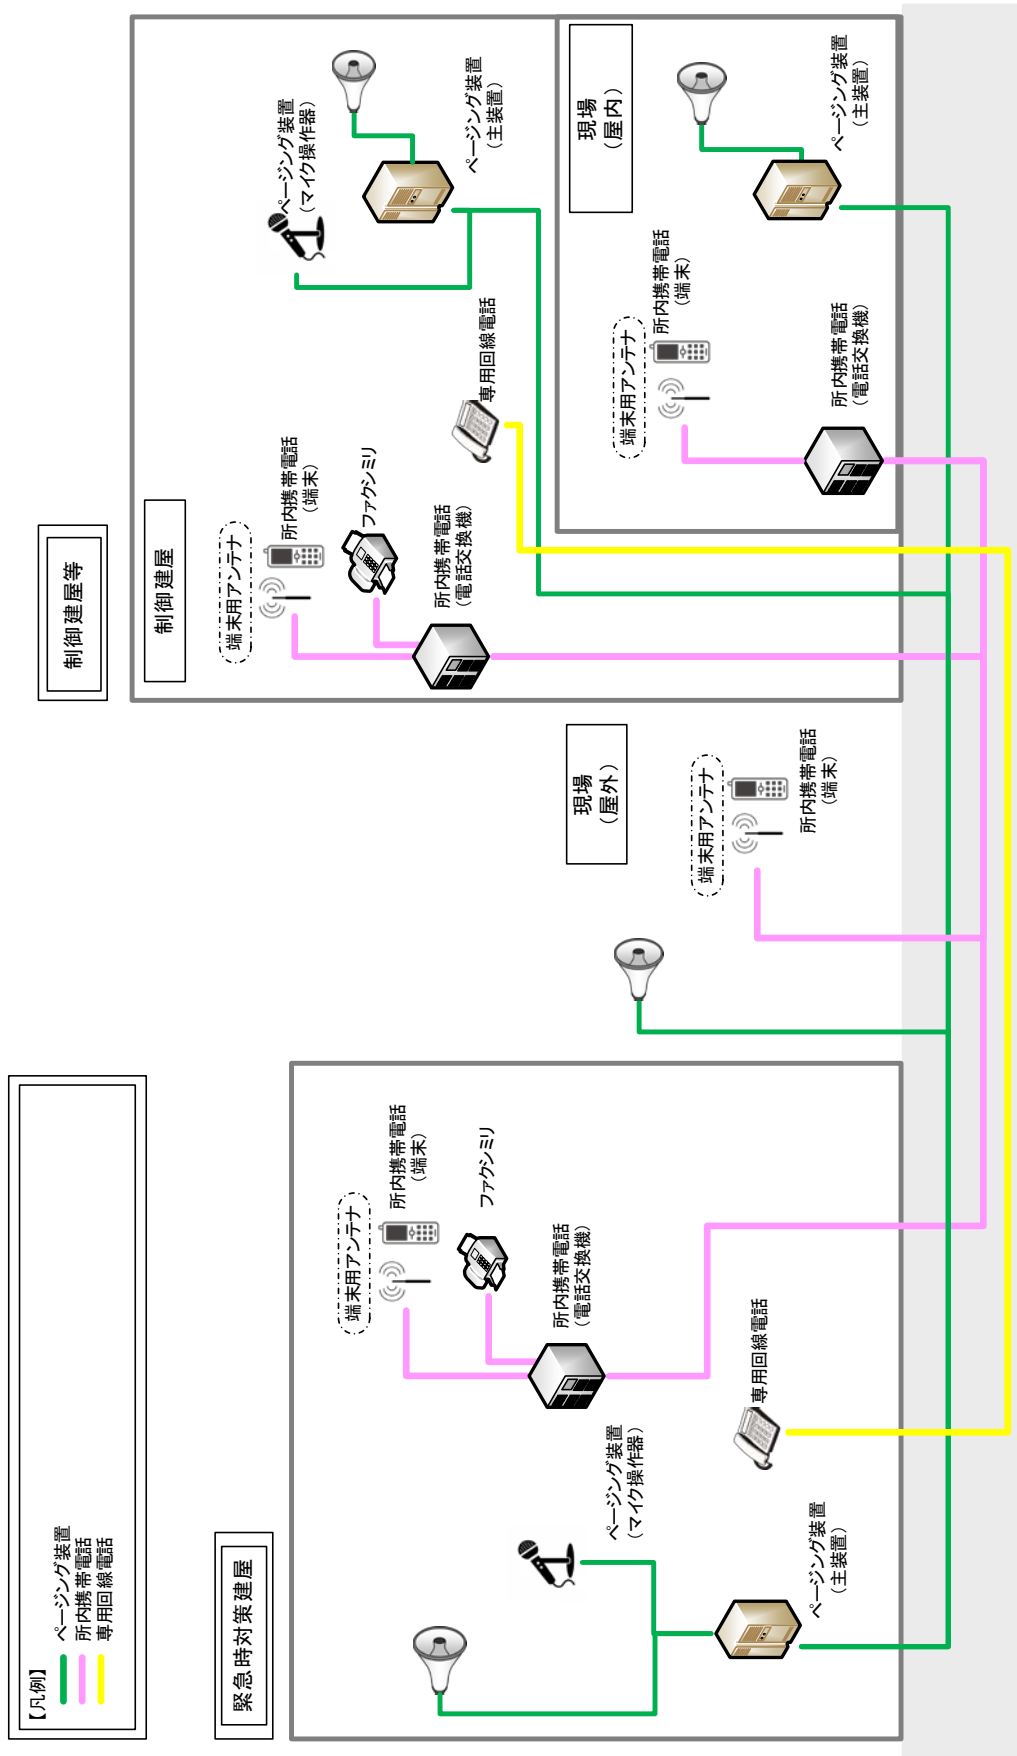 【凡例】
ページング装置
所内携帯電話
専用回線電話
緊急時対策建屋
ページング装置
（マイク操作器）
ページング装置
（主装置）
端末用アンテナ
所内携帯電話
（端末）
ファクシミリ
所内携帯電話
（電話交換機）
専用回線電話
現場
（屋外）
端末用アンテナ
所内携帯電話
（端末）
制御建屋等
制御建屋
端末用アンテナ
所内携帯電話
（端末）
ファクシミリ
所内携帯電話
（電話交換機）
専用回線電話
ページング装置
（マイク操作器）
ページング装置
（主装置）
現場
（屋内）
端末用アンテナ
所内携帯電話
（端末）
所内携帯電話
（電話交換機）
ページング装置
（主装置）